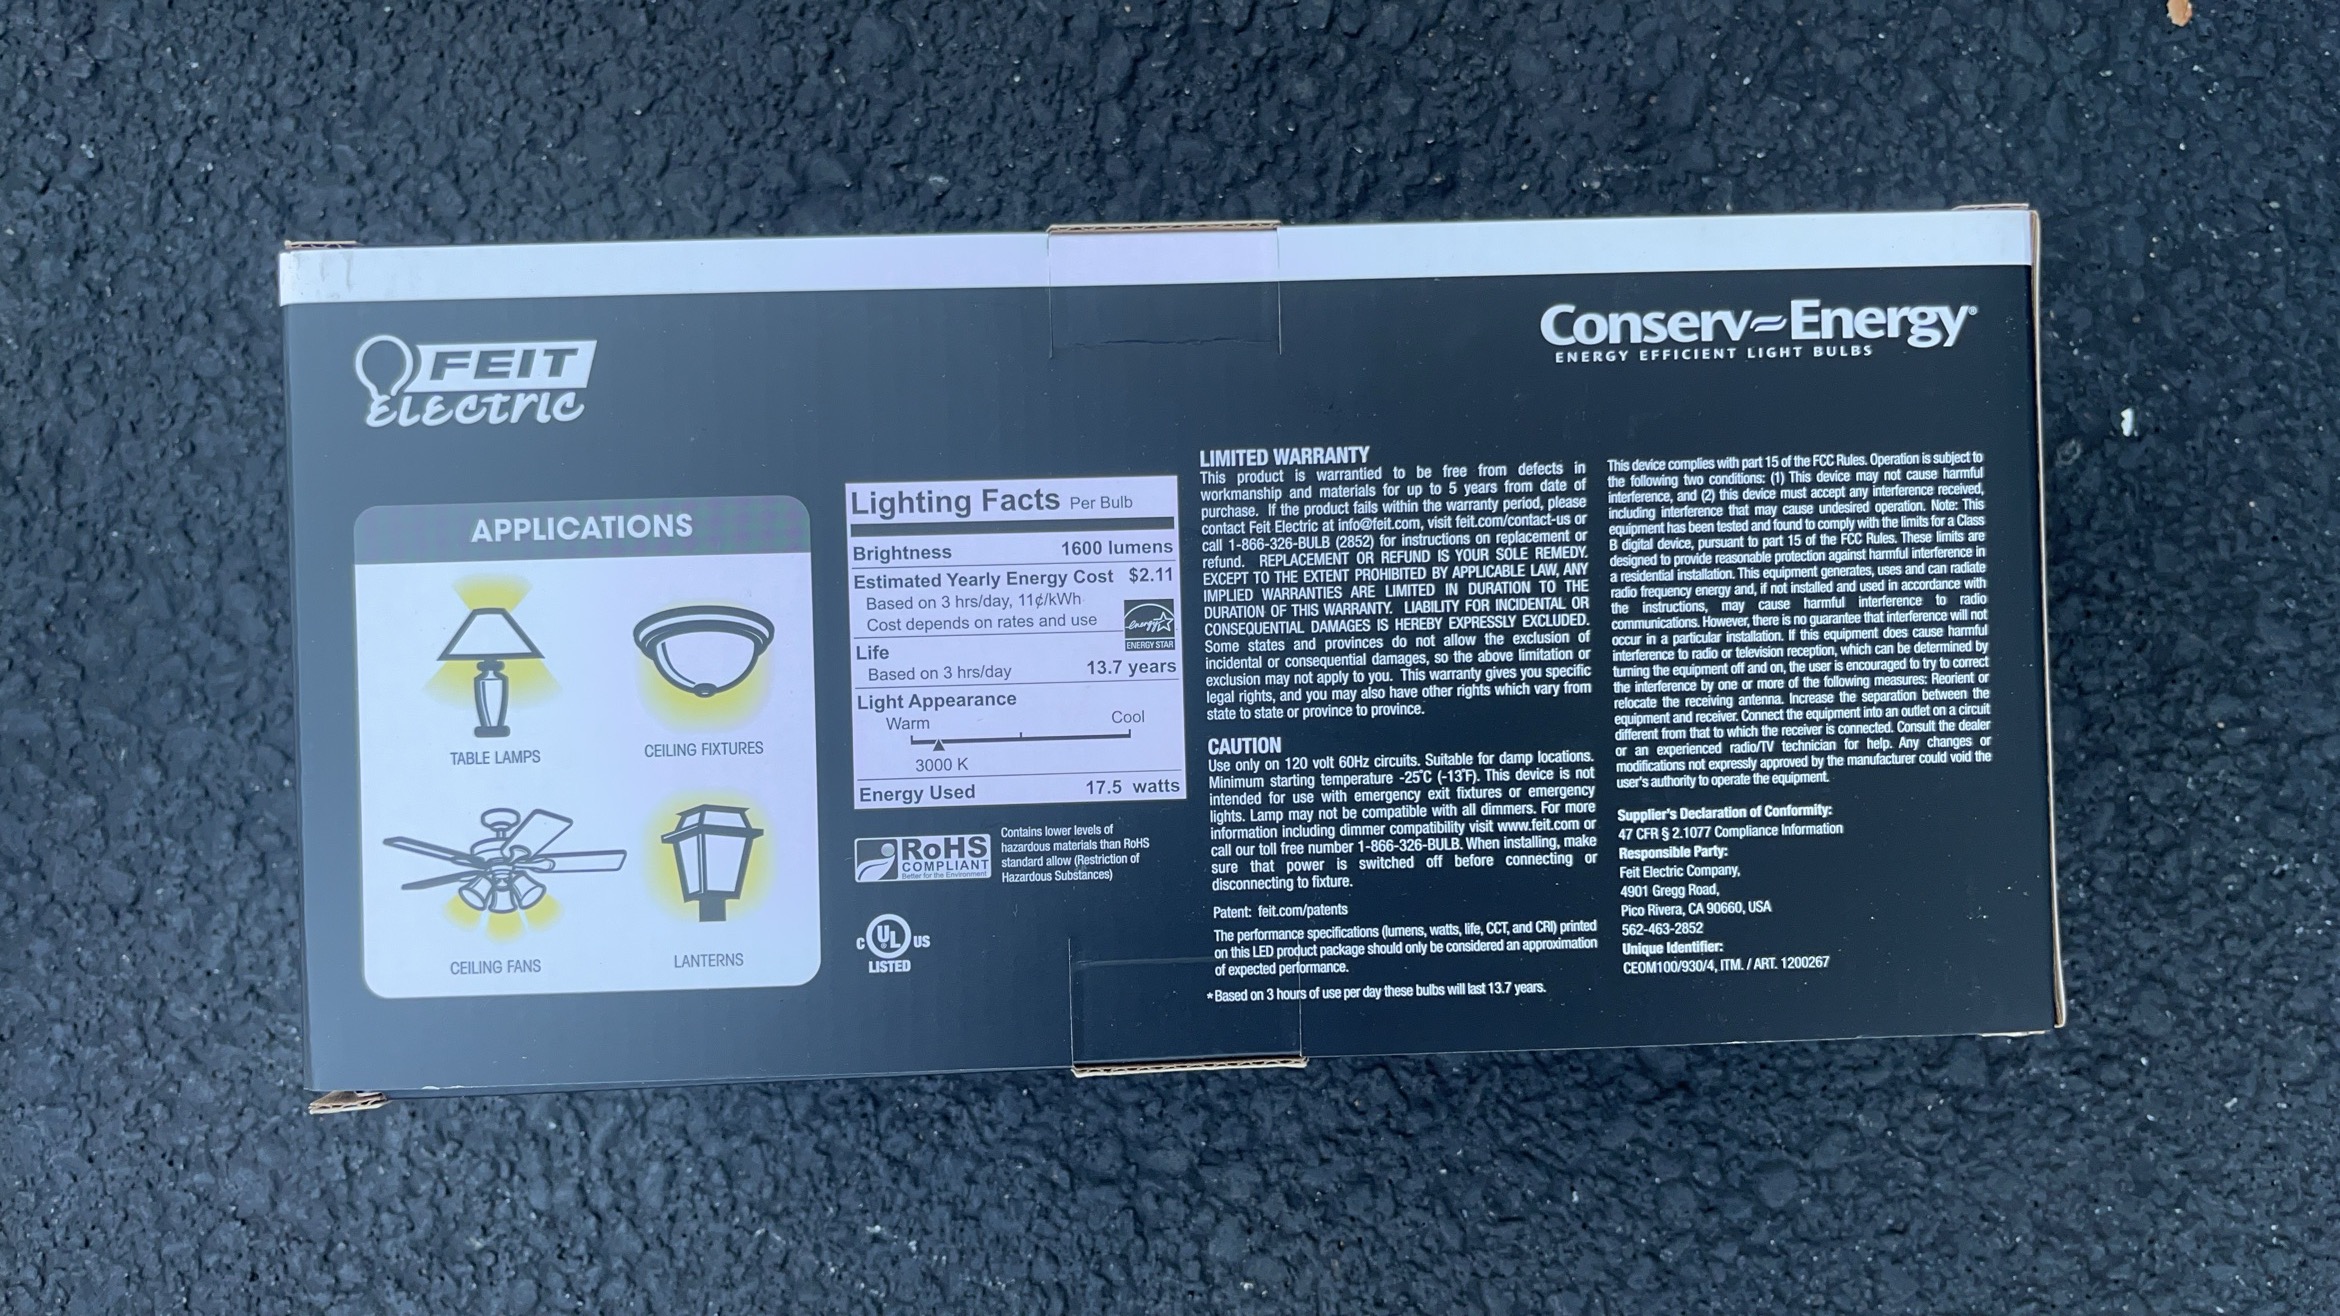 FEIT
ELECTRIC
Conserv~Energy®
ENERGY EFFICIENT LIGHT BULBS
APPLICATIONS
TABLE LAMPS
CEILING FIXTURES
CEILING FANS
LANTERNS
Lighting Facts Per Bulb
Brightness 1600 lumens
Estimated Yearly Energy Cost $2.11
Based on 3 hrs/day, 11¢/kWh
Cost depends on rates and use
energy
ENERGY STAR
Life
Based on 3 hrs/day 13.7 years
Light Appearance
Warm Cool
3000 K
Energy Used 17.5 watts
RoHS
COMPLIANT
Better for the Environment
Contains lower levels of
hazardous materials than RoHS
standard allow (Restriction of
Hazardous Substances)
C UL US
LISTED
LIMITED WARRANTY
This product is warrantied to be free from defects in
workmanship and materials for up to 5 years from date of
purchase. If the product fails within the warranty period, please
contact Feit Electric at info@feit.com, visit feit.com/contact-us or
call 1-866-326-BULB (2852) for instructions on replacement or
refund. REPLACEMENT OR REFUND IS YOUR SOLE REMEDY.
EXCEPT TO THE EXTENT PROHIBITED BY APPLICABLE LAW, ANY
IMPLIED WARRANTIES ARE LIMITED IN DURATION TO THE
DURATION OF THIS WARRANTY. LIABILITY FOR INCIDENTAL OR
CONSEQUENTIAL DAMAGES IS HEREBY EXPRESSLY EXCLUDED.
Some states and provinces do not allow the exclusion of
incidental or consequential damages, so the above limitation or
exclusion may not apply to you. This warranty gives you specific
legal rights, and you may also have other rights which vary from
state to state or province to province.
CAUTION
Use only on 120 volt 60Hz circuits. Suitable for damp locations.
Minimum starting temperature -25°C (-13°F). This device is not
intended for use with emergency exit fixtures or emergency
lights. Lamp may not be compatible with all dimmers. For more
information including dimmer compatibility visit www.feit.com or
call our toll free number 1-866-326-BULB. When installing, make
sure that power is switched off before connecting or
disconnecting to fixture.
Patent: feit.com/patents
The performance specifications (lumens, watts, life, CCT, and CRI) printed
on this LED product package should only be considered an approximation
of expected performance.
*Based on 3 hours of use per day these bulbs will last 13.7 years.
This device complies with part 15 of the FCC Rules. Operation is subject to
the following two conditions: (1) This device may not cause harmful
interference, and (2) this device must accept any interference received,
including interference that may cause undesired operation. Note: This
equipment has been tested and found to comply with the limits for a Class
B digital device, pursuant to part 15 of the FCC Rules. These limits are
designed to provide reasonable protection against harmful interference in
a residential installation. This equipment generates, uses and can radiate
radio frequency energy and, if not installed and used in accordance with
the instructions, may cause harmful interference to radio
communications. However, there is no guarantee that interference will not
occur in a particular installation. If this equipment does cause harmful
interference to radio or television reception, which can be determined by
turning the equipment off and on, the user is encouraged to try to correct
the interference by one or more of the following measures: Reorient or
relocate the receiving antenna. Increase the separation between the
equipment and receiver. Connect the equipment into an outlet on a circuit
different from that to which the receiver is connected. Consult the dealer
or an experienced radio/TV technician for help. Any changes or
modifications not expressly approved by the manufacturer could void the
user's authority to operate the equipment.
Supplier's Declaration of Conformity:
47 CFR § 2.1077 Compliance Information
Responsible Party:
Feit Electric Company,
4901 Gregg Road,
Pico Rivera, CA 90660, USA
562-463-2852
Unique Identifier:
CEOM100/930/4, ITM. / ART. 1200267